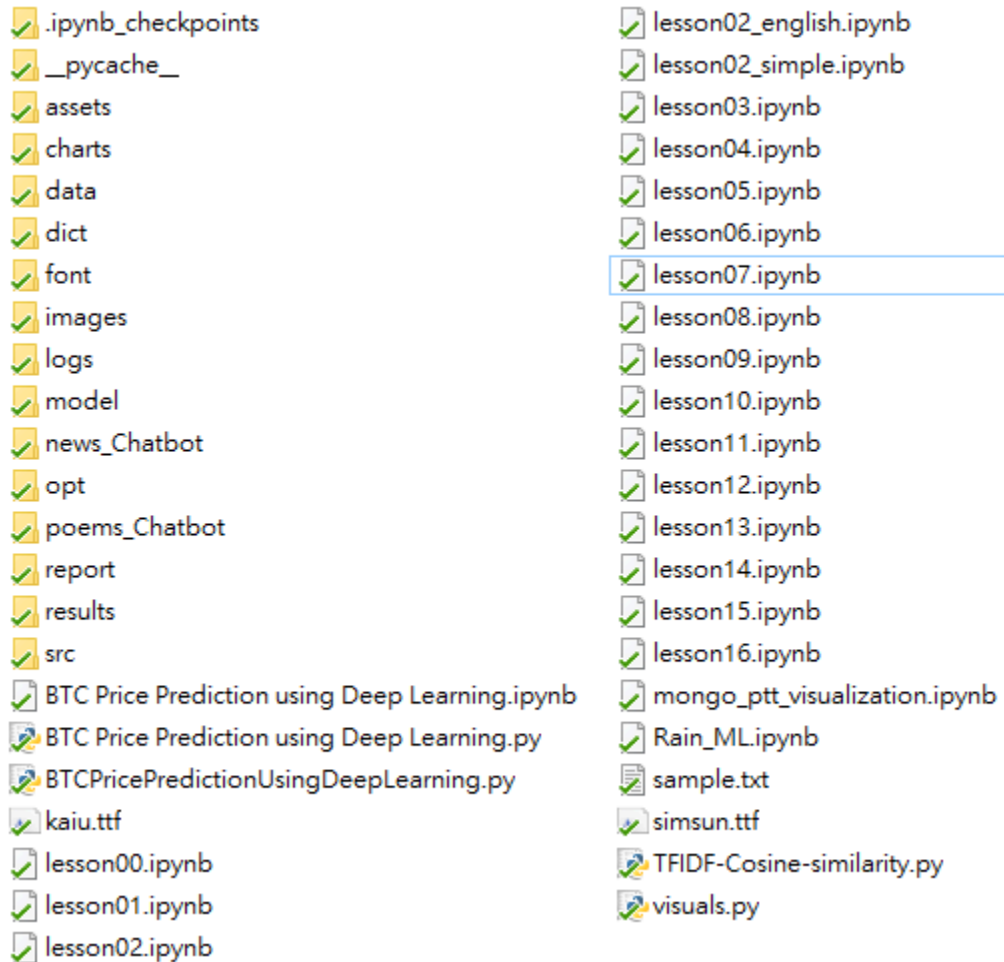 .ipynb_checkpoints
__pycache__
assets
charts
data
dict
font
images
logs
model
news_Chatbot
opt
poems_Chatbot
report
results
src
BTC Price Prediction using Deep Learning.ipynb
BTC Price Prediction using Deep Learning.py
BTCPricePredictionUsingDeepLearning.py
kaiu.ttf
lesson00.ipynb
lesson01.ipynb
lesson02.ipynb
lesson02_english.ipynb
lesson02_simple.ipynb
lesson03.ipynb
lesson04.ipynb
lesson05.ipynb
lesson06.ipynb
lesson07.ipynb
lesson08.ipynb
lesson09.ipynb
lesson10.ipynb
lesson11.ipynb
lesson12.ipynb
lesson13.ipynb
lesson14.ipynb
lesson15.ipynb
lesson16.ipynb
mongo_ptt_visualization.ipynb
Rain_ML.ipynb
sample.txt
simsun.ttf
TFIDF-Cosine-similarity.py
visuals.py